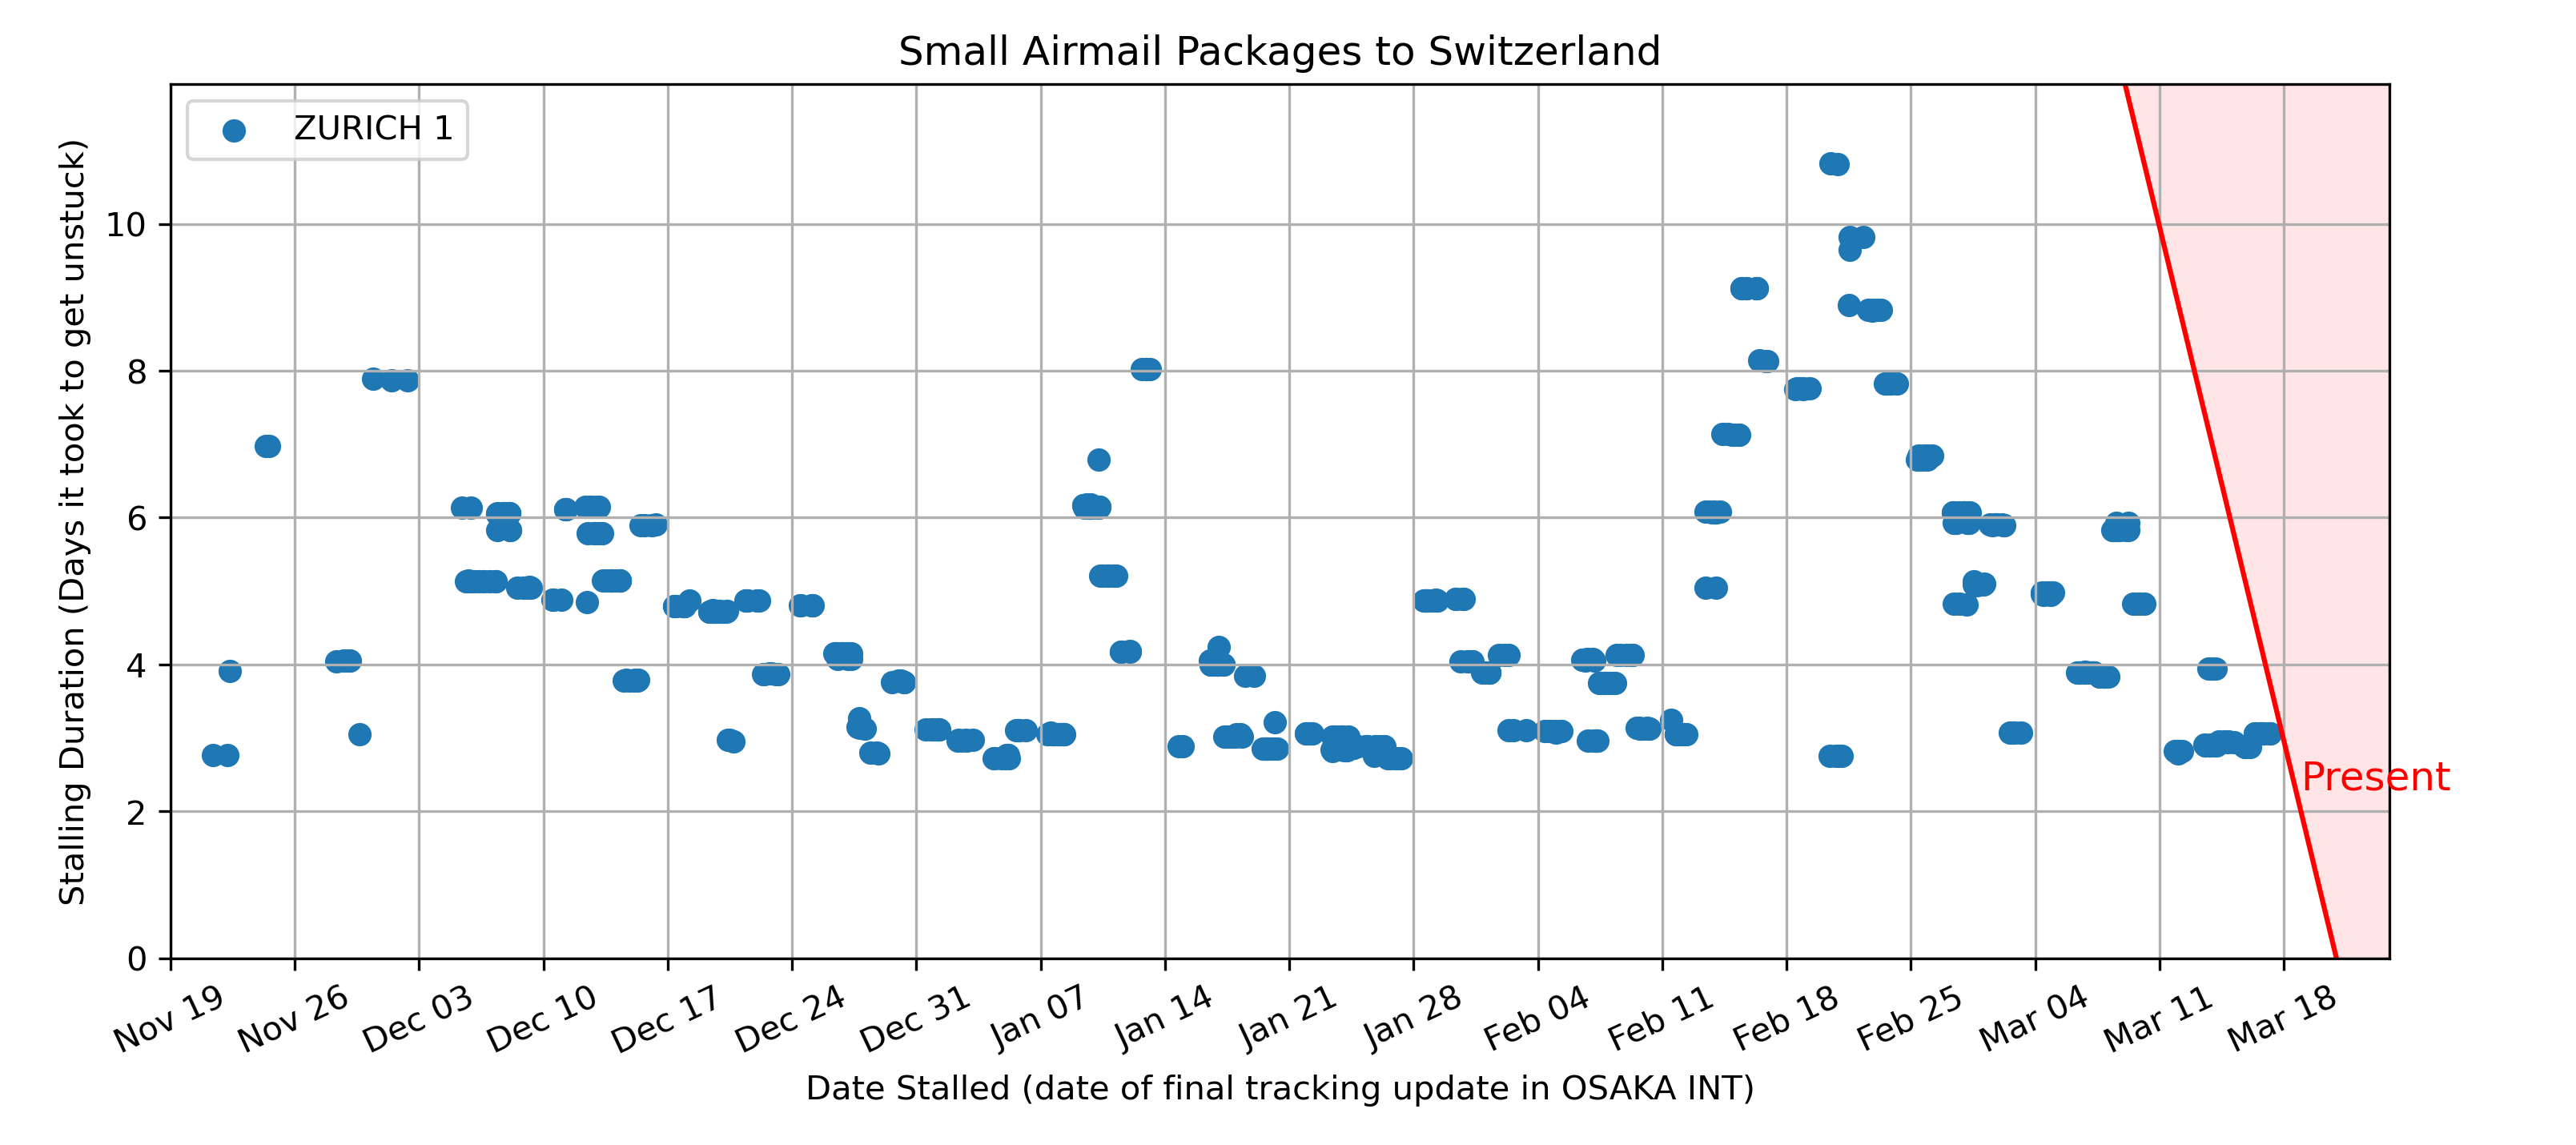 Small Airmail Packages to Switzerland
ZURICH 1
Stalling Duration (Days it took to get unstuck)
10
8
6
4
2
0
Present
Nov 19
Nov 26
Dec 03
Dec 10
Dec 17
Dec 24
Dec 31
Jan 07
Jan 14
Jan 21
Jan 28
Feb 04
Feb 11
Feb 18
Feb 25
Mar 04
Mar 11
Mar 18
Date Stalled (date of final tracking update in OSAKA INT)